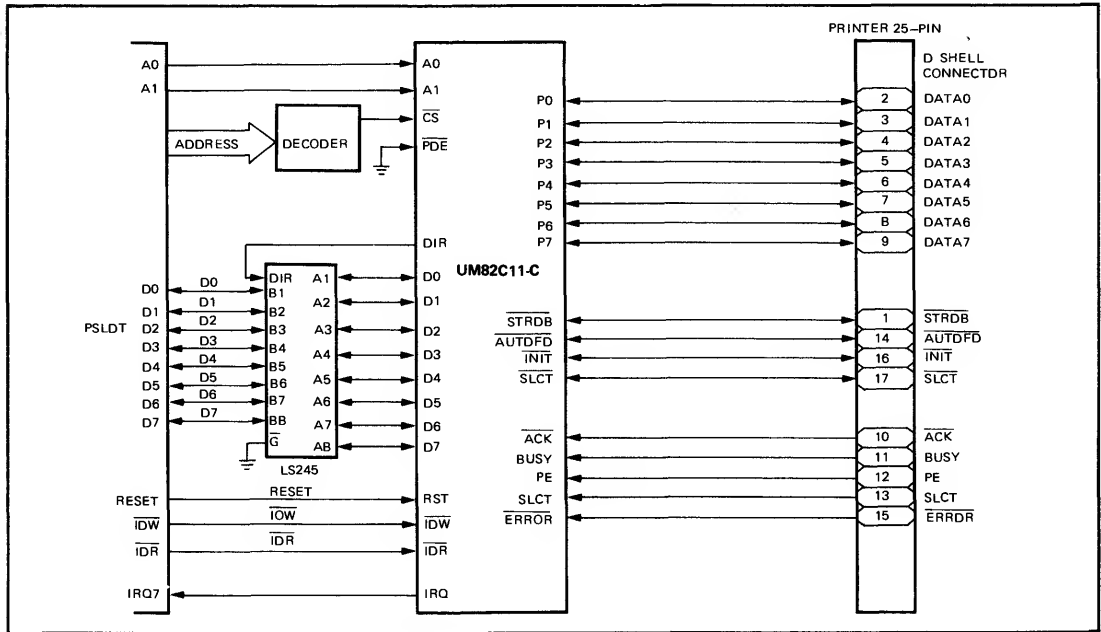 PRINTER 25-PIN
D SHELL
CONNECTDR
A0
A1
ADDRESS
DECODER
A0
A1
CS
PDE
DIR
UM82C11-C
P0
P1
P2
P3
P4
P5
P6
P7
2 DATA0
3 DATA1
4 DATA2
5 DATA3
6 DATA4
7 DATA5
B DATA6
9 DATA7
PSLDT
D0
D1
D2
D3
D4
D5
D6
D7
D0
D1
D2
D3
D4
D5
D6
D7
DIR
B1
B2
B3
B4
B5
B6
B7
BB
G
A1
A2
A3
A4
A5
A6
A7
AB
LS245
D0
D1
D2
D3
D4
D5
D6
D7
STRDB
AUTDFD
INIT
SLCT
1 STRDB
14 AUTDFD
16 INIT
17 SLCT
ACK
BUSY
PE
SLCT
ERROR
10 ACK
11 BUSY
12 PE
13 SLCT
15 ERRDR
RESET
IDW
IDR
IRQ7
RESET
IOW
IDR
RST
IDW
IDR
IRQ